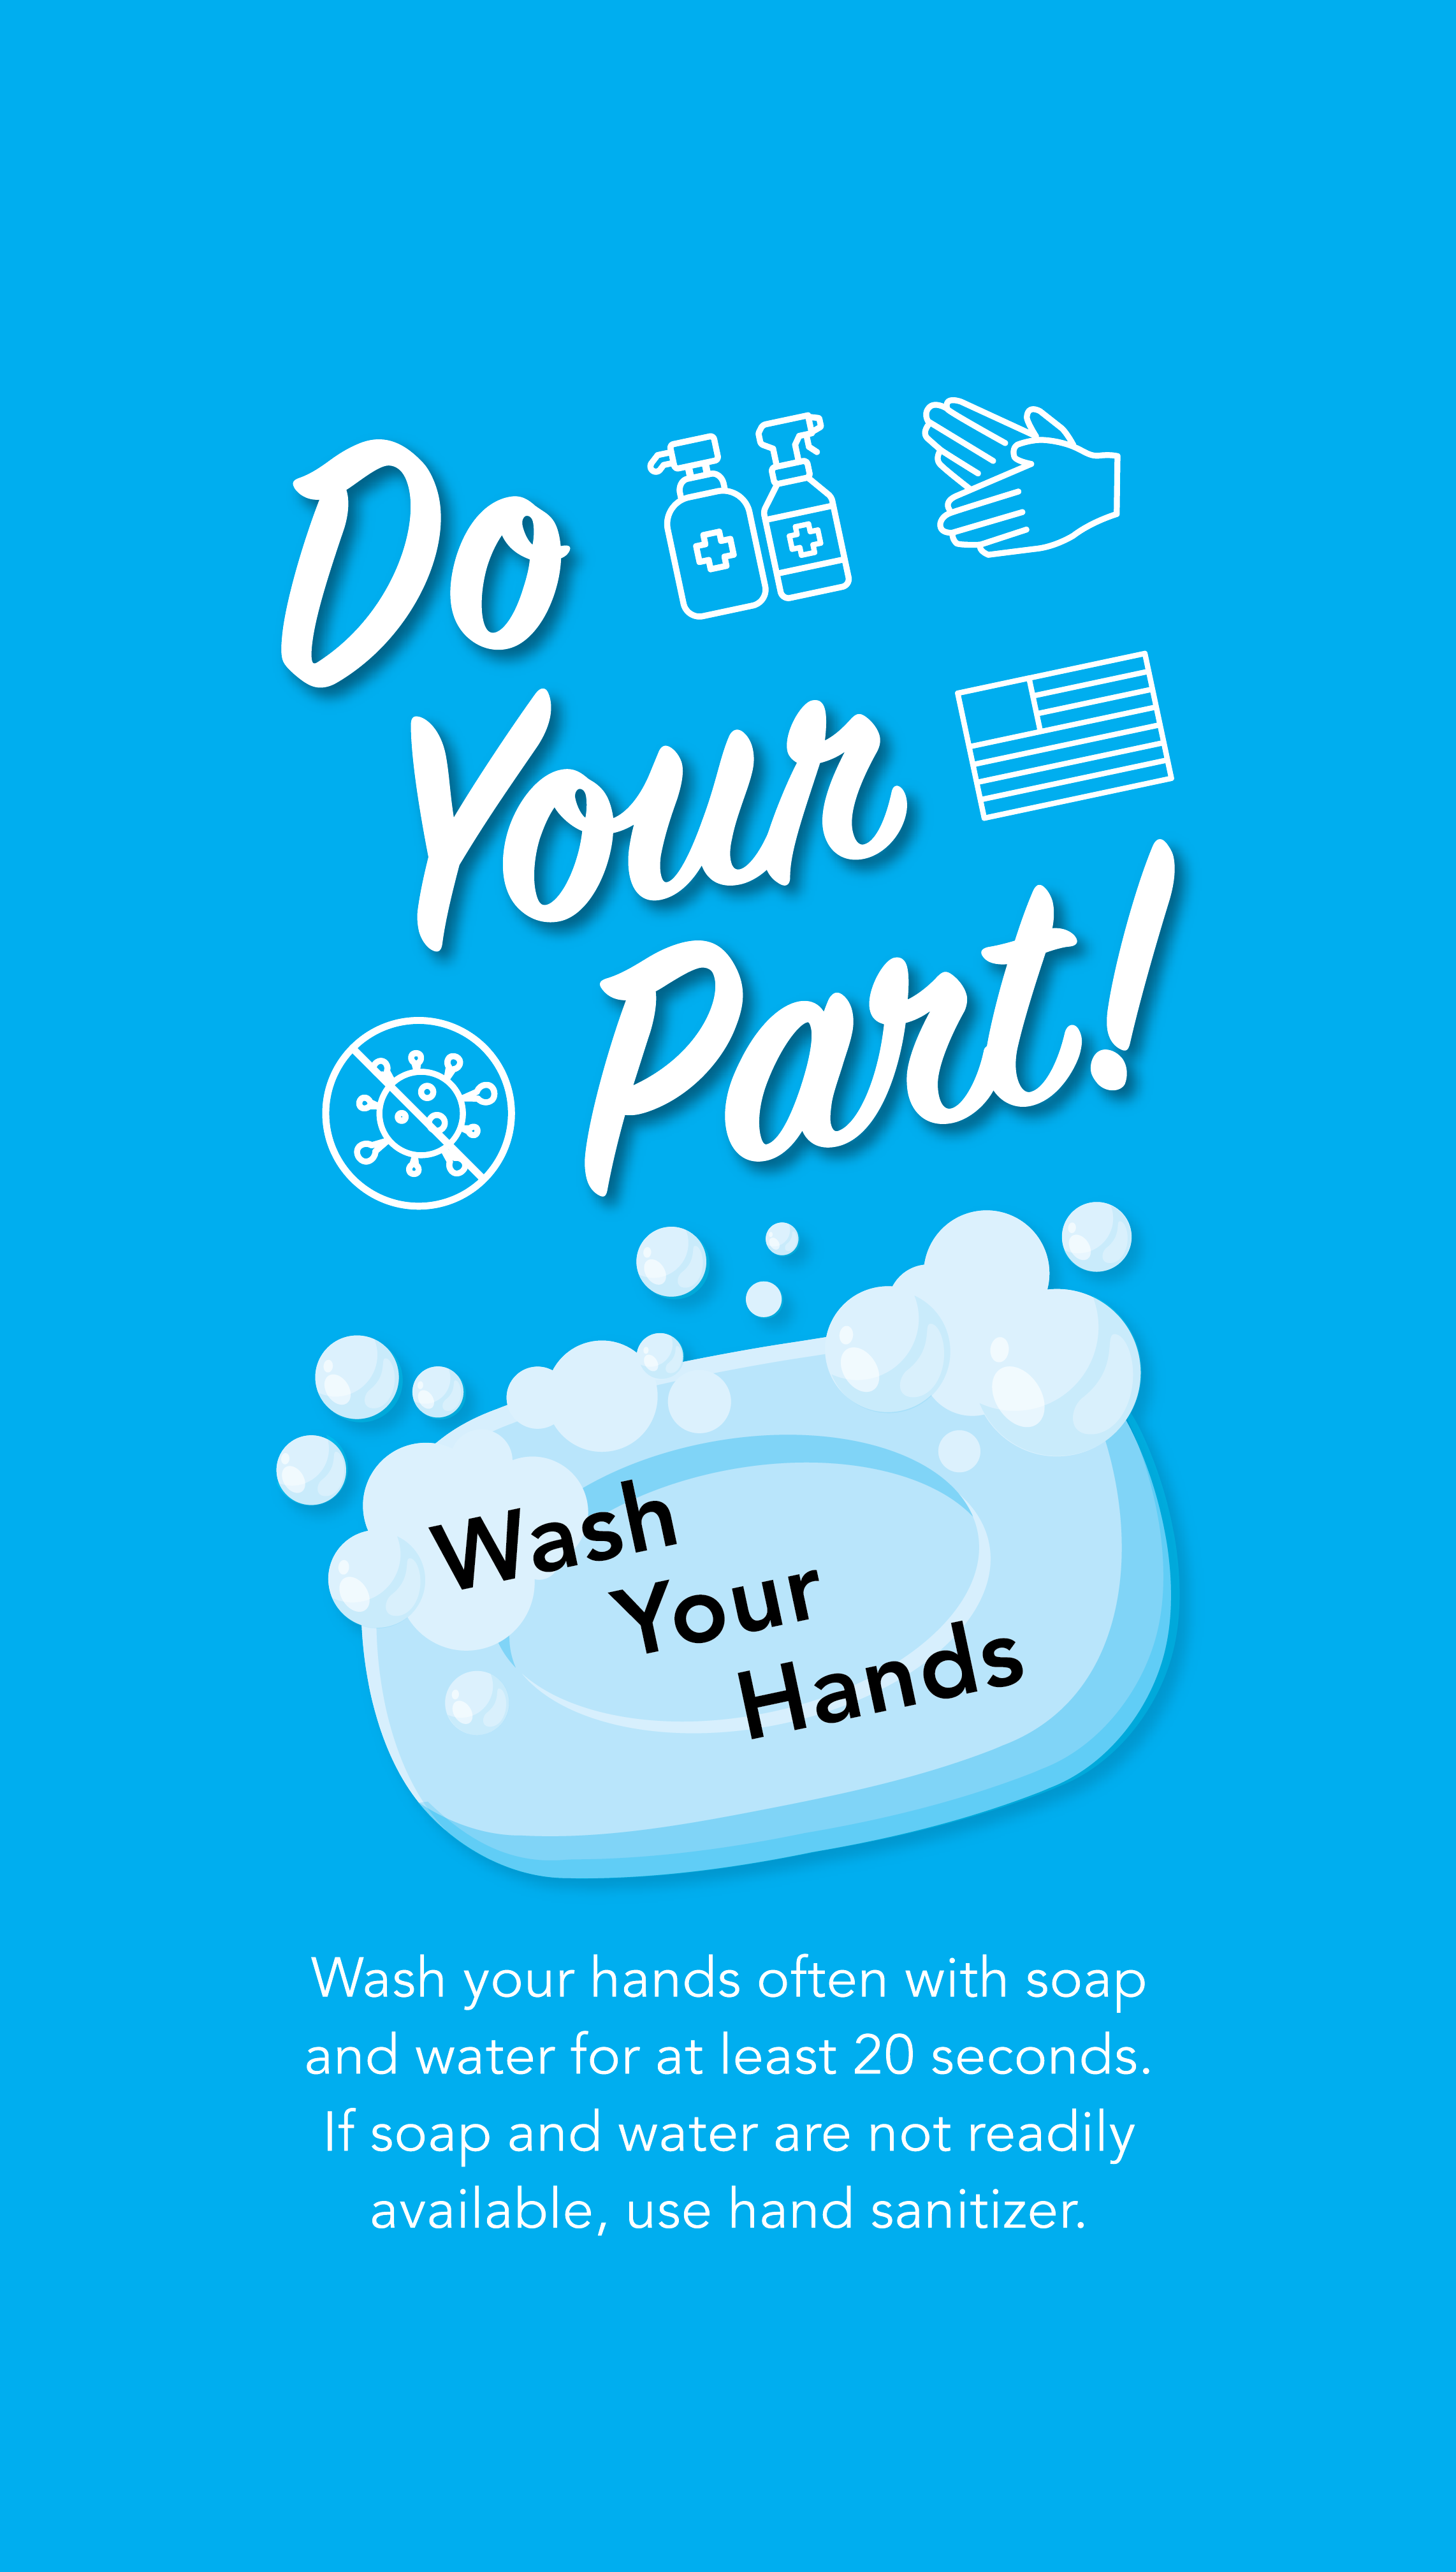 Do
Your
Part!
Wash
Your
Hands
Wash your hands often with soap
and water for at least 20 seconds.
If soap and water are not readily
available, use hand sanitizer.